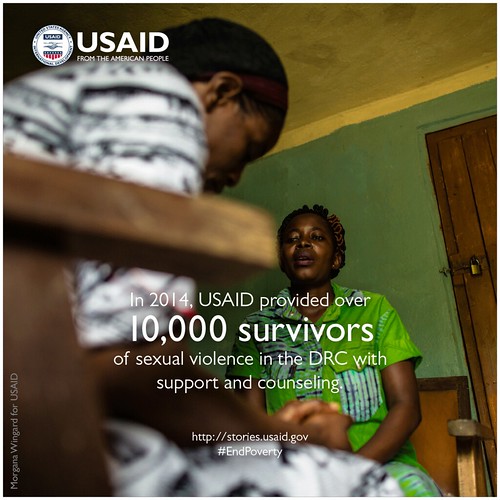 USAID
FROM THE AMERICAN PEOPLE
In 2014, USAID provided over
10,000 survivors
of sexual violence in the DRC with
support and counseling.
http://stories.usaid.gov
#EndPoverty
Morgana Wingard for USAID